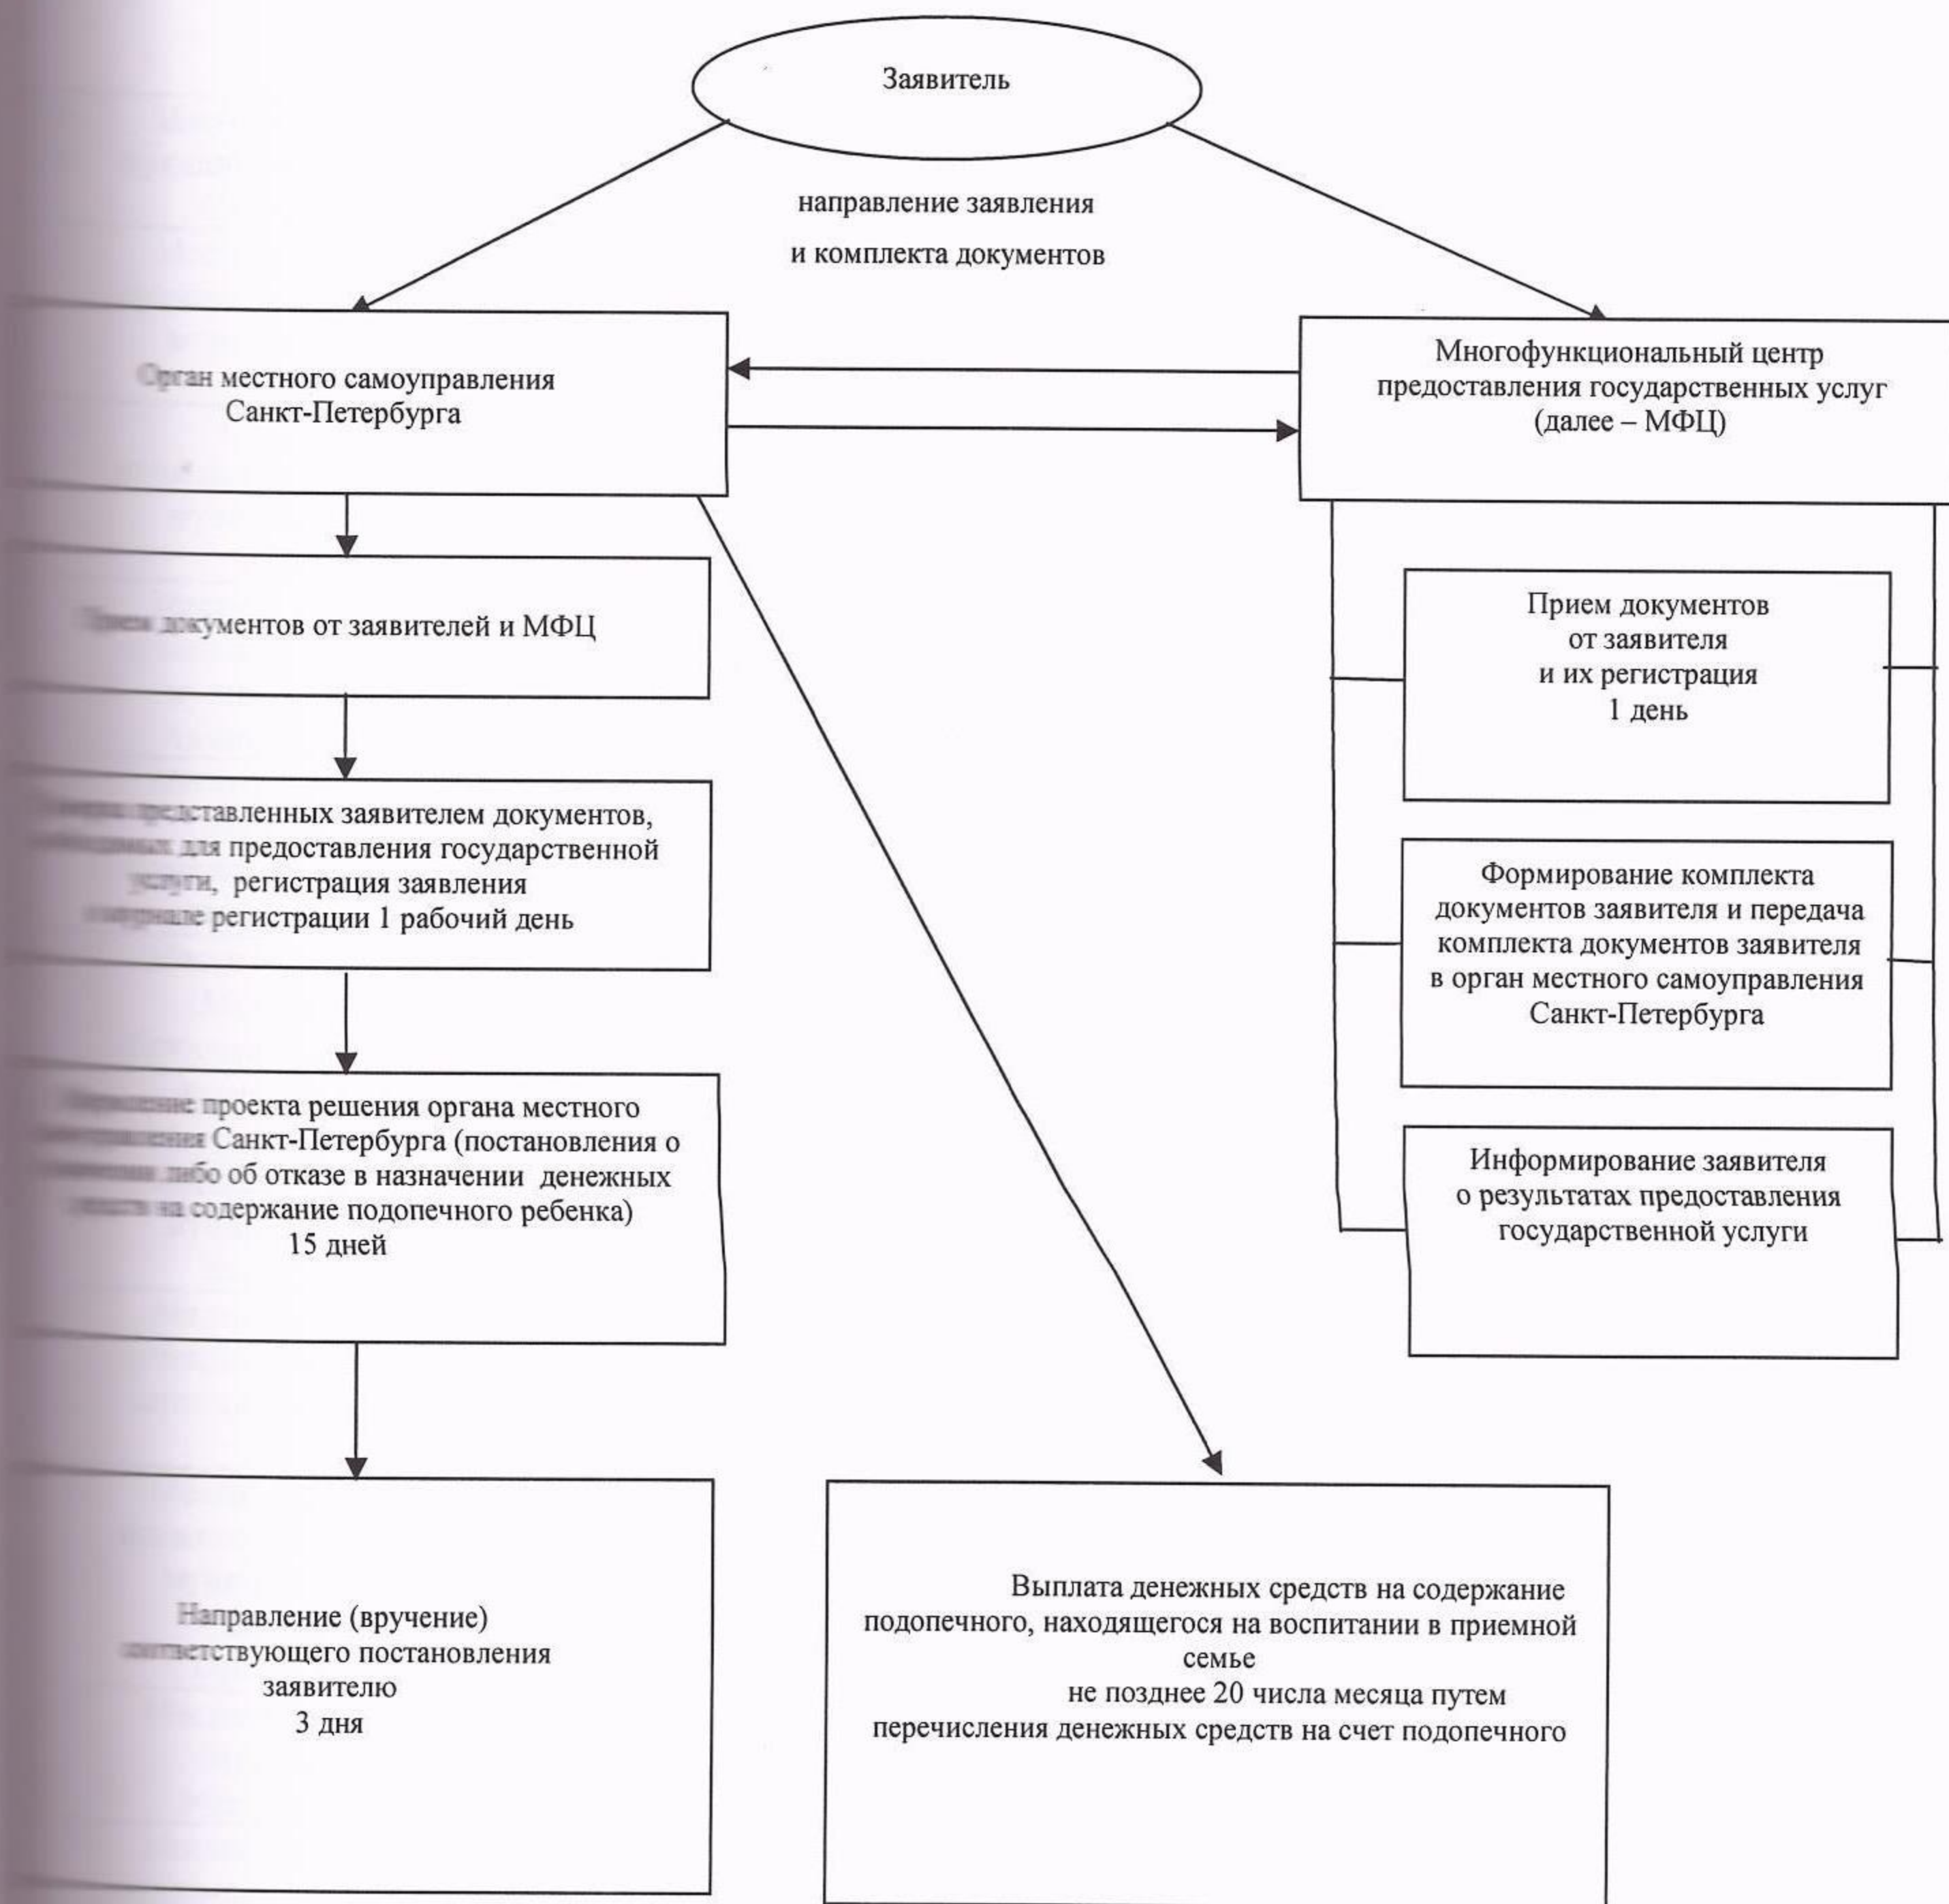 Заявитель
направление заявления
и комплекта документов
Орган местного самоуправления
Санкт-Петербурга
Многофункциональный центр
предоставления государственных услуг
(далее – МФЦ)
Прием документов от заявителей и МФЦ
представленных заявителем документов,
для предоставления государственной
услуги, регистрация заявления
регистрации 1 рабочий день
проекта решения органа местного
Санкт-Петербурга (постановления о
либо об отказе в назначении денежных
средств на содержание подопечного ребенка)
15 дней
Направление (вручение)
соответствующего постановления
заявителю
3 дня
Прием документов
от заявителя
и их регистрация
1 день
Формирование комплекта
документов заявителя и передача
комплекта документов заявителя
в орган местного самоуправления
Санкт-Петербурга
Информирование заявителя
о результатах предоставления
государственной услуги
Выплата денежных средств на содержание
подопечного, находящегося на воспитании в приемной
семье
не позднее 20 числа месяца путем
перечисления денежных средств на счет подопечного